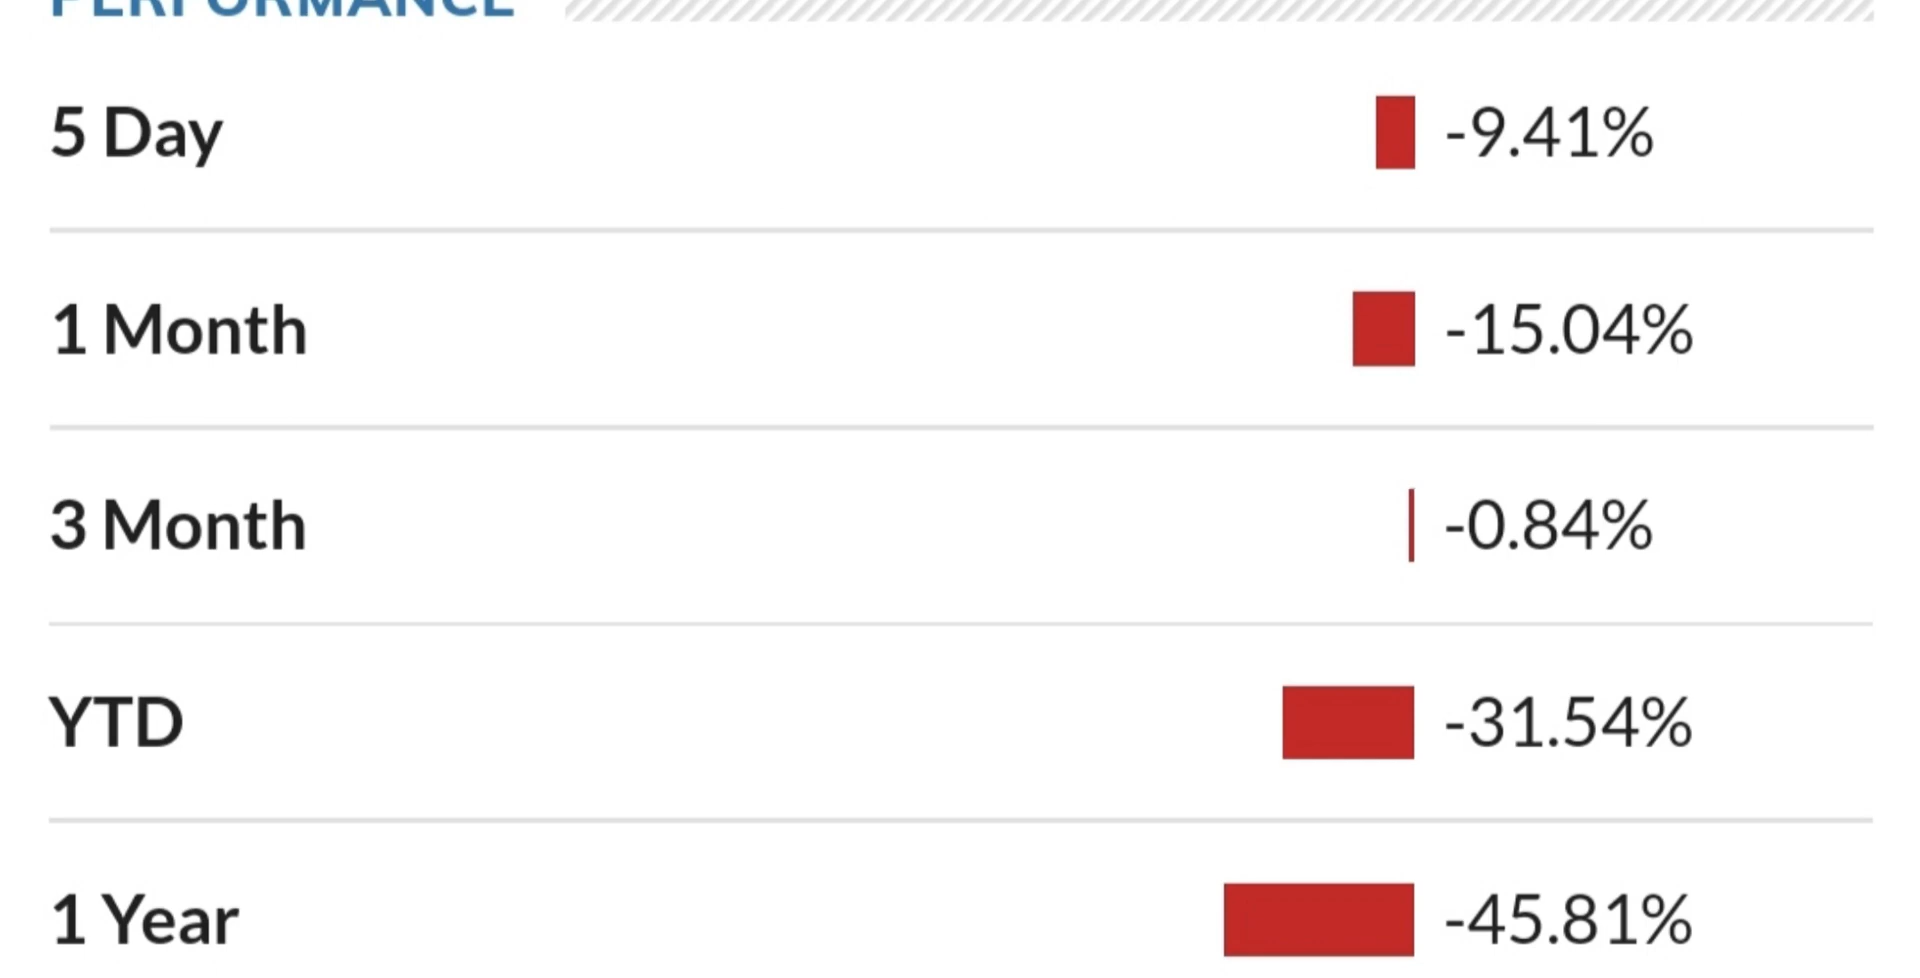 PERFORMANCE
5 Day -9.41%
1 Month -15.04%
3 Month -0.84%
YTD -31.54%
1 Year -45.81%